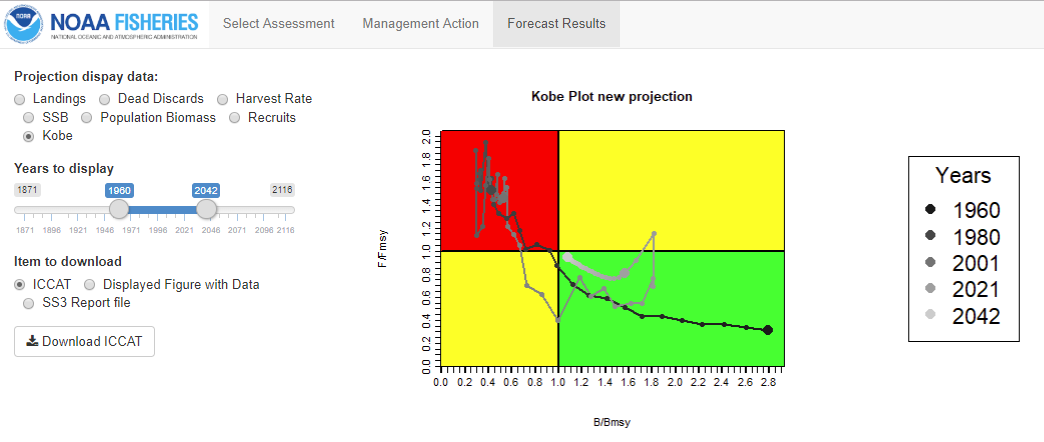 NOAA
NOAA FISHERIES
NATIONAL OCEANIC AND ATMOSPHERIC ADMINISTRATION
Select Assessment
Management Action
Forecast Results
Projection dispay data:
Landings Dead Discards Harvest Rate
SSB Population Biomass Recruits
Kobe
Years to display
1871 1960 2042 2116
1871 1896 1921 1946 1971 1996 2021 2046 2071 2096 2116
Item to download
ICCAT Displayed Figure with Data
SS3 Report file
Download ICCAT
Kobe Plot new projection
F/Fmsy
2.0
1.8
1.6
1.4
1.2
1.0
0.8
0.6
0.4
0.2
0.0
0.0 0.2 0.4 0.6 0.8 1.0 1.2 1.4 1.6 1.8 2.0 2.2 2.4 2.6 2.8
B/Bmsy
Years
1960
1980
2001
2021
2042